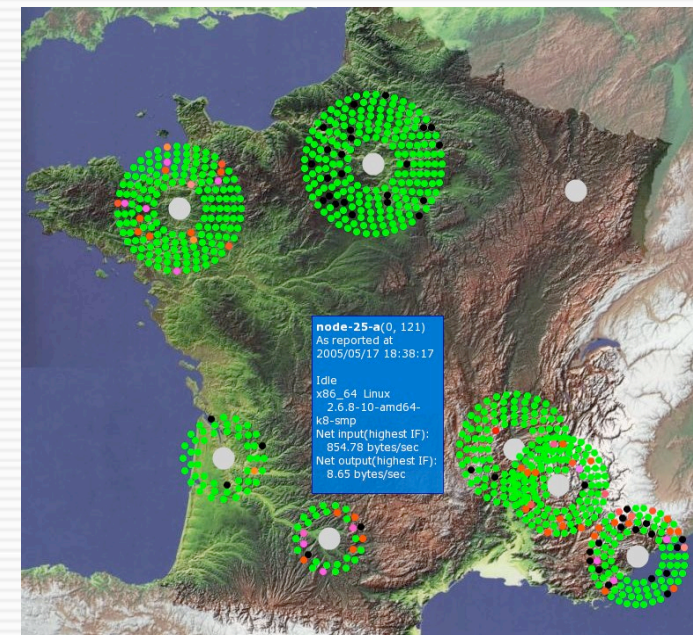 node-25-a(0, 121)
As reported at
2005/05/17 18:38:17
Idle
x86_64 Linux
2.6.8-10-amd64-
k8-smp
Net input(highest IF):
854.78 bytes/sec
Net output(highest IF):
8.65 bytes/sec